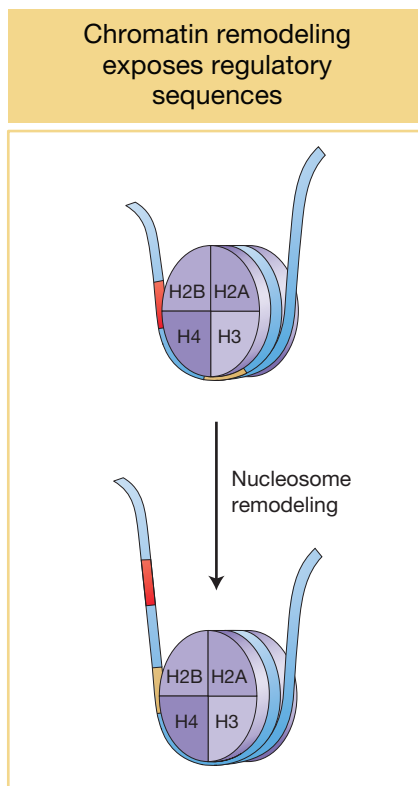 Chromatin remodeling
exposes regulatory
sequences
H2B H2A
H4 H3
Nucleosome
remodeling
H2B H2A
H4 H3